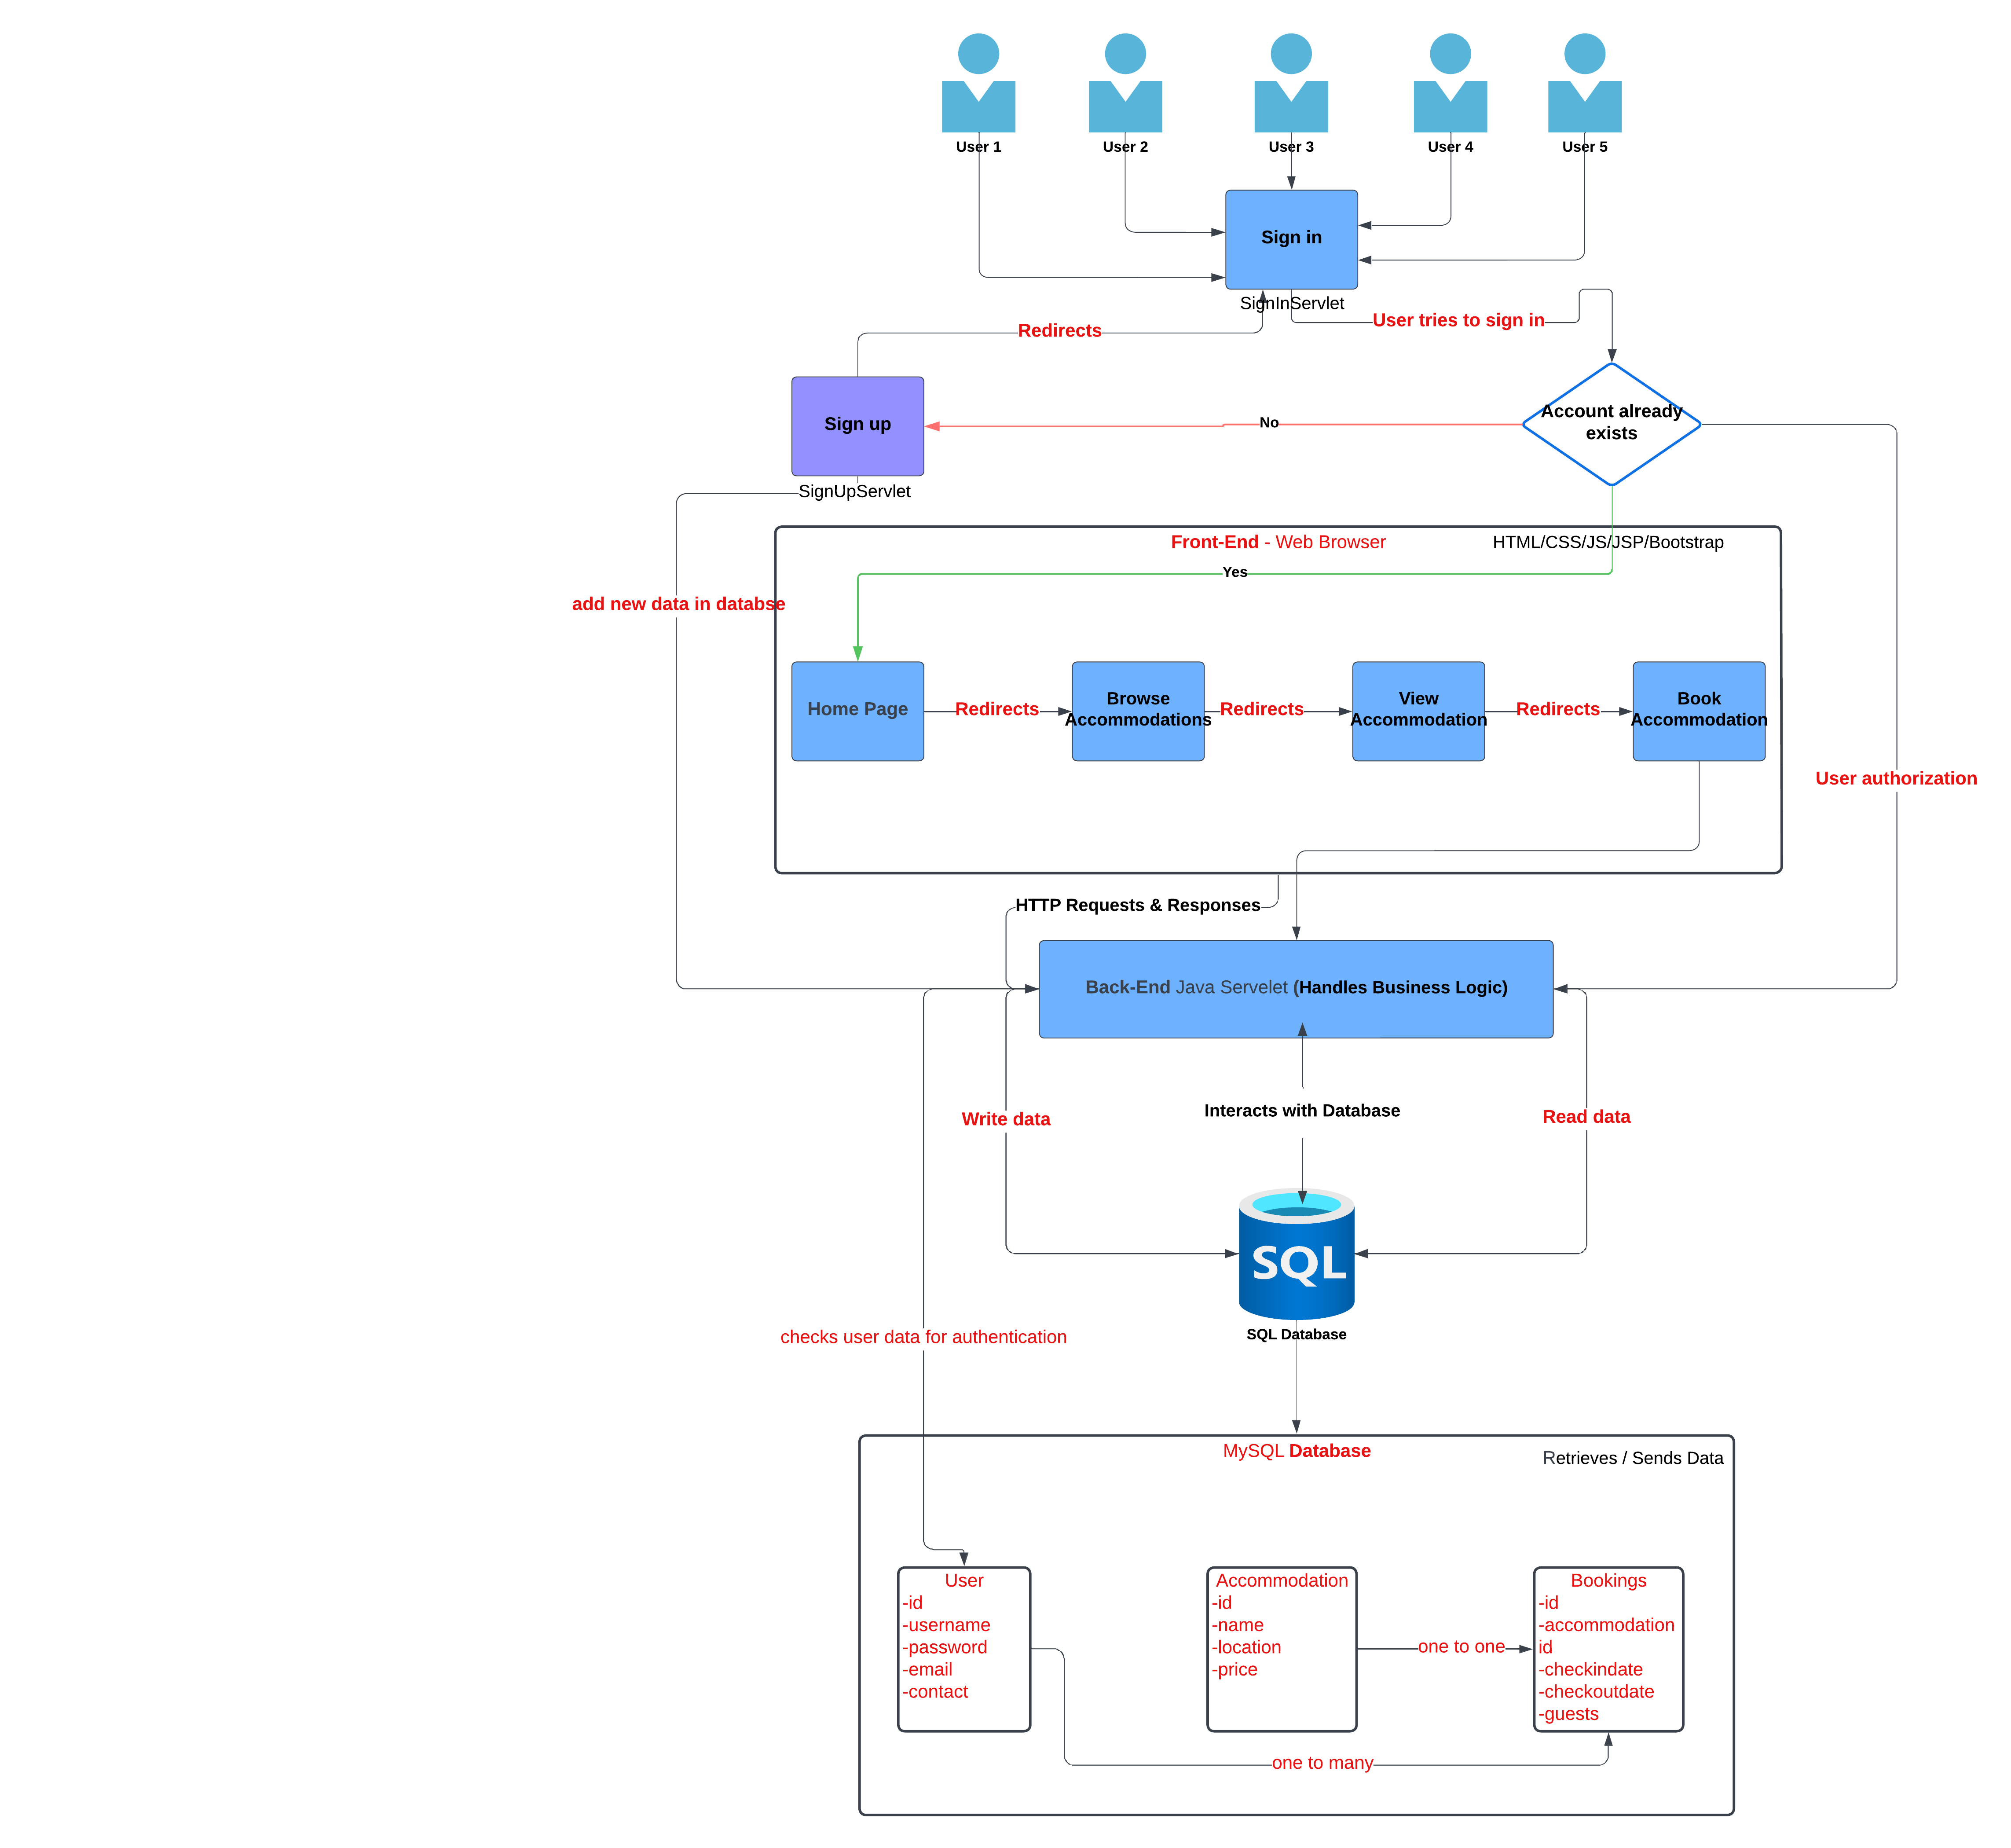 User 1
User 2
User 3
User 4
User 5
Sign in
SignInServlet
User tries to sign in
Redirects
Account already
exists
Sign up
No
SignUpServlet
Front-End - Web Browser
HTML/CSS/JS/JSP/Bootstrap
Yes
add new data in databse
Home Page
Redirects
Browse
Accommodations
Redirects
View
Accommodation
Redirects
Book
Accommodation
User authorization
HTTP Requests & Responses
Back-End Java Servelet (Handles Business Logic)
Write data
Interacts with Database
Read data
SQL
SQL Database
checks user data for authentication
MySQL Database
Retrieves / Sends Data
User
-id
-username
-password
-email
-contact
Accommodation
-id
-name
-location
-price
one to one
Bookings
-id
-accommodation
id
-checkindate
-checkoutdate
-guests
one to many